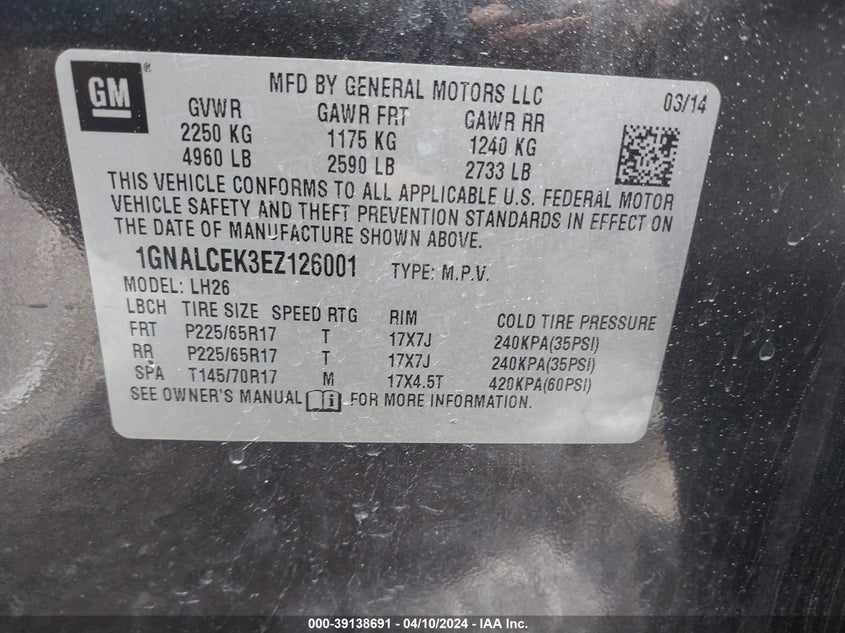 GM ®
MFD BY GENERAL MOTORS LLC 03/14
GVWR GAWR FRT GAWR RR
2250 KG 1175 KG 1240 KG
4960 LB 2590 LB 2733 LB
THIS VEHICLE CONFORMS TO ALL APPLICABLE U.S. FEDERAL MOTOR
VEHICLE SAFETY AND THEFT PREVENTION STANDARDS IN EFFECT ON
THE DATE OF MANUFACTURE SHOWN ABOVE.
1GNALCEK3EZ126001 TYPE: M.P.V.
MODEL: LH26
LBCH TIRE SIZE SPEED RTG RIM COLD TIRE PRESSURE
FRT P225/65R17 T 17X7J 240KPA(35PSI)
RR P225/65R17 T 17X7J 240KPA(35PSI)
SPA T145/70R17 M 17X4.5T 420KPA(60PSI)
SEE OWNER'S MANUAL i FOR MORE INFORMATION.
000-39138691 - 04/10/2024 - IAA Inc.